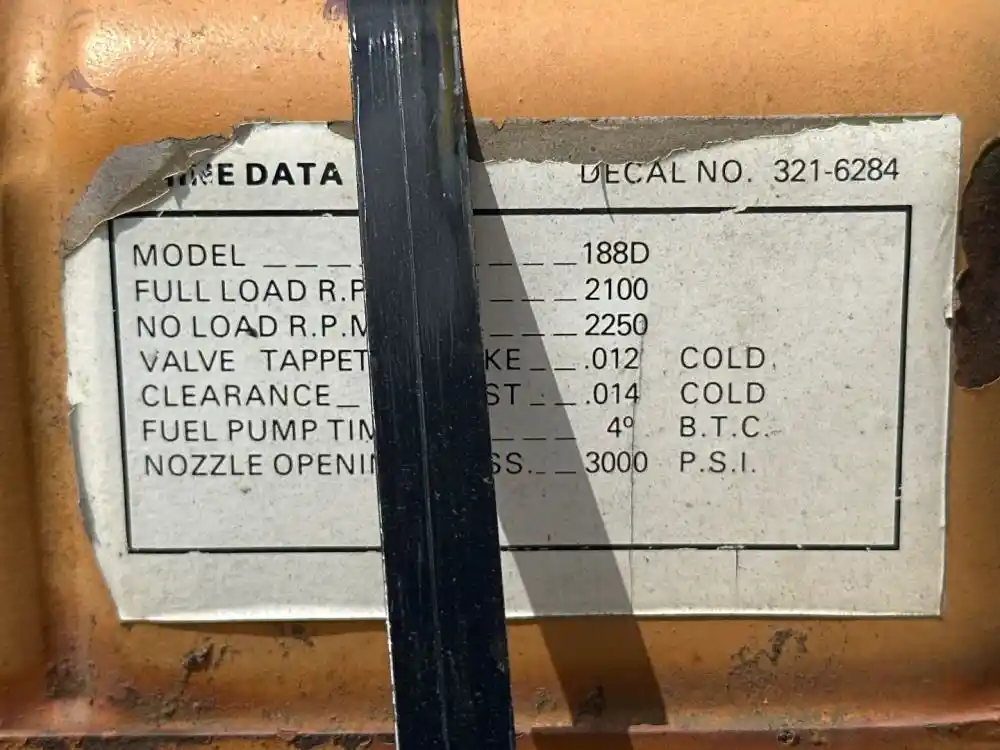 DATA DECAL NO. 321-6284
MODEL _ _ _ _ _ _ _ 188D
FULL LOAD R.P _ _ _ 2100
NO LOAD R.P.M _ _ _ 2250
VALVE TAPPET KE _ _ .012 COLD
CLEARANCE _ ST _ _ .014 COLD
FUEL PUMP TIM _ _ _ 4° B.T.C.
NOZZLE OPENI SS. _ _ 3000 P.S.I.